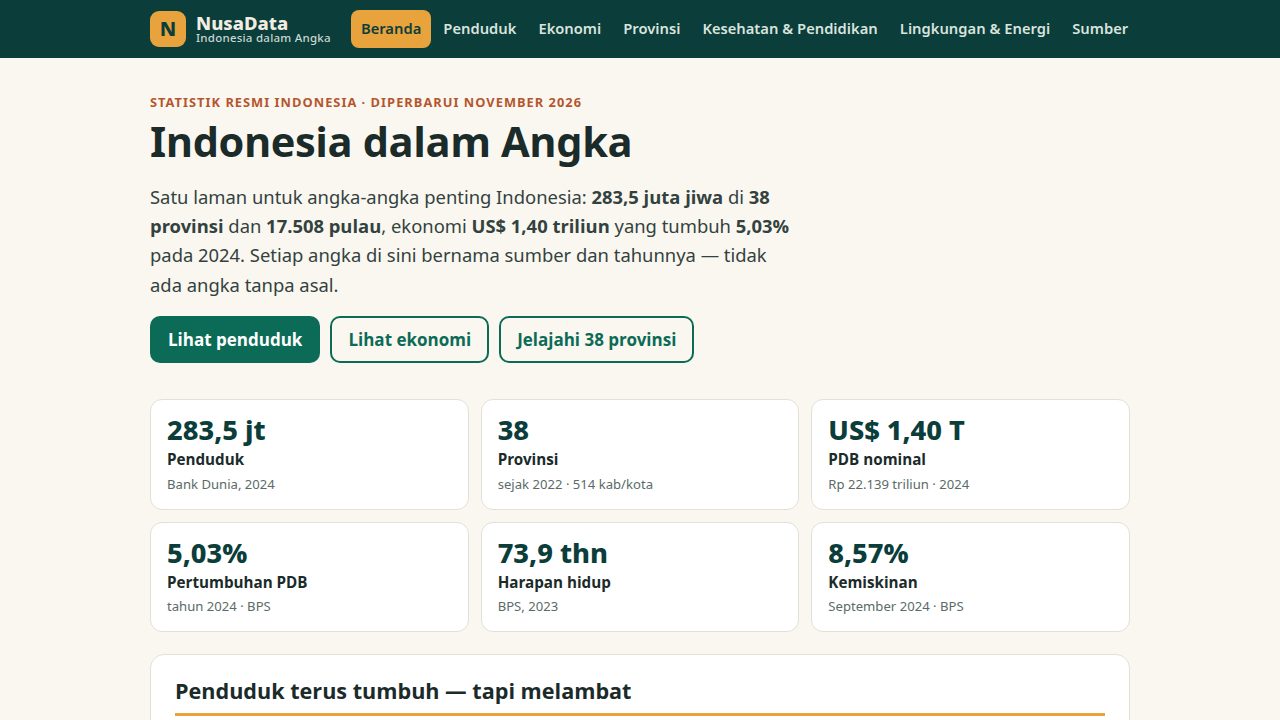 N
NusaData
Indonesia dalam Angka
Beranda
Penduduk
Ekonomi
Provinsi
Kesehatan & Pendidikan
Lingkungan & Energi
Sumber
STATISTIK RESMI INDONESIA · DIPERBARUI NOVEMBER 2026
Indonesia dalam Angka
Satu laman untuk angka-angka penting Indonesia: 283,5 juta jiwa di 38
provinsi dan 17.508 pulau, ekonomi US$ 1,40 triliun yang tumbuh 5,03%
pada 2024. Setiap angka di sini bernama sumber dan tahunnya — tidak
ada angka tanpa asal.
Lihat penduduk
Lihat ekonomi
Jelajahi 38 provinsi
283,5 jt
Penduduk
Bank Dunia, 2024
38
Provinsi
sejak 2022 · 514 kab/kota
US$ 1,40 T
PDB nominal
Rp 22.139 triliun · 2024
5,03%
Pertumbuhan PDB
tahun 2024 · BPS
73,9 thn
Harapan hidup
BPS, 2023
8,57%
Kemiskinan
September 2024 · BPS
Penduduk terus tumbuh — tapi melambat